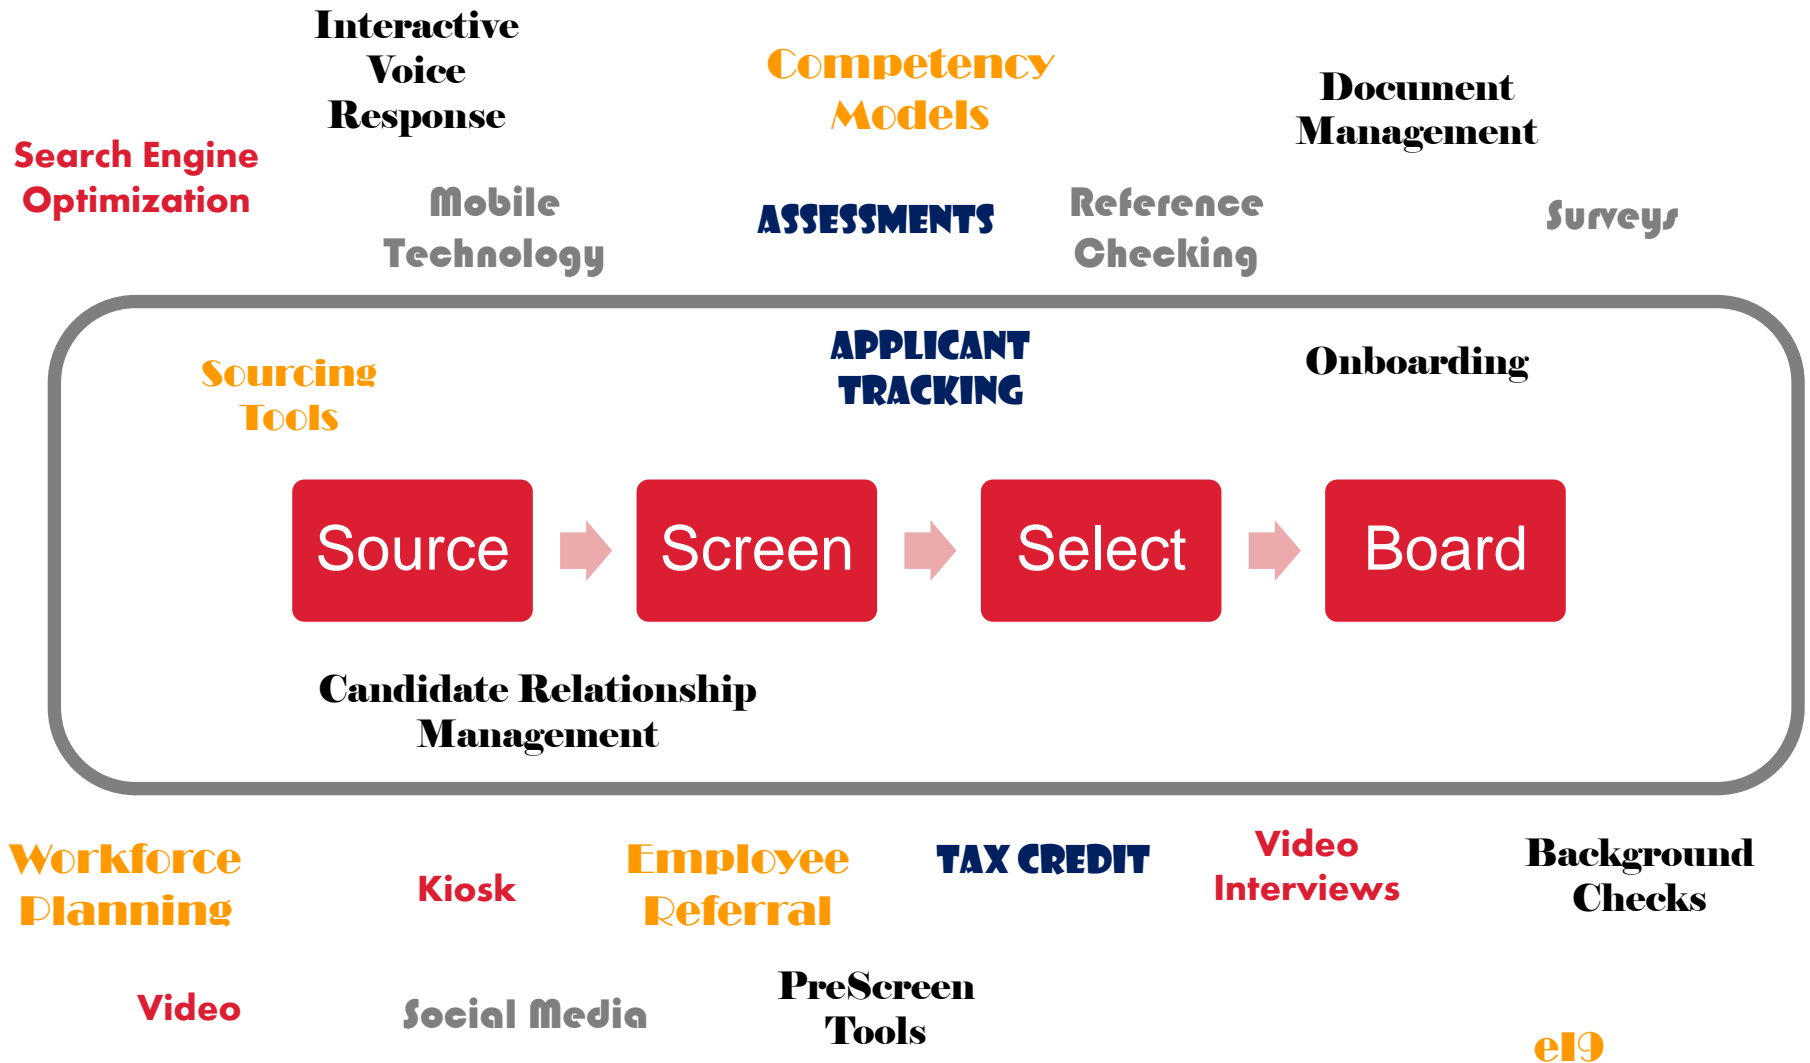 Interactive
Voice
Response
Competency
Models
Document
Management
Search Engine
Optimization
Mobile
Technology
ASSESSMENTS
Reference
Checking
Surveys
Sourcing
Tools
APPLICANT
TRACKING
Onboarding
Source
Screen
Select
Board
Candidate Relationship
Management
Workforce
Planning
Kiosk
Employee
Referral
TAX CREDIT
Video
Interviews
Background
Checks
Video
Social Media
PreScreen
Tools
eI9